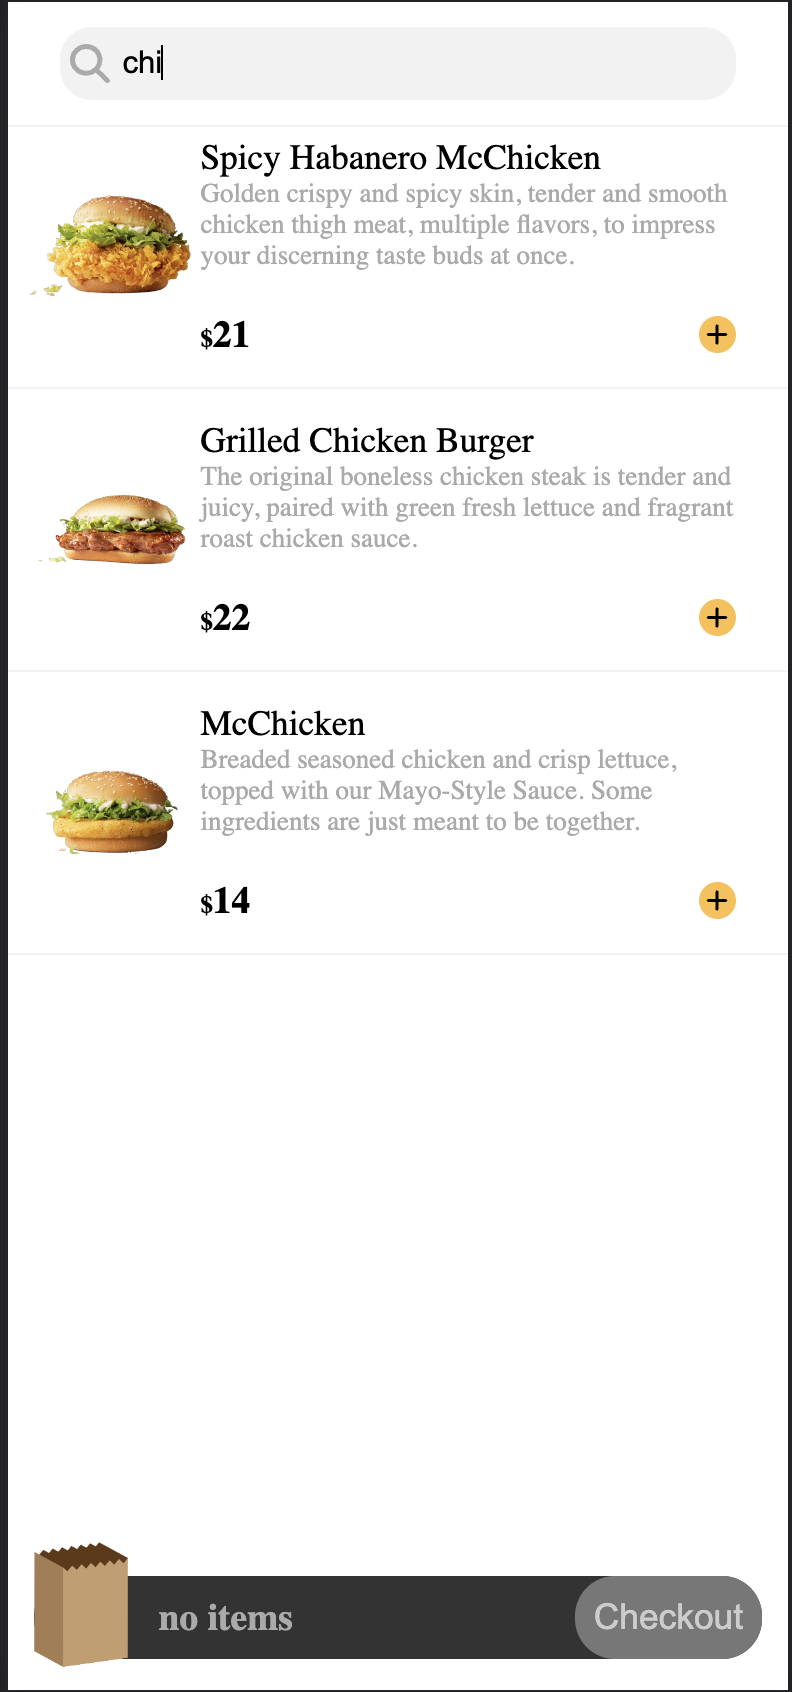 chi
Spicy Habanero McChicken
Golden crispy and spicy skin, tender and smooth
chicken thigh meat, multiple flavors, to impress
your discerning taste buds at once.
$21
Grilled Chicken Burger
The original boneless chicken steak is tender and
juicy, paired with green fresh lettuce and fragrant
roast chicken sauce.
$22
McChicken
Breaded seasoned chicken and crisp lettuce,
topped with our Mayo-Style Sauce. Some
ingredients are just meant to be together.
$14
no items
Checkout